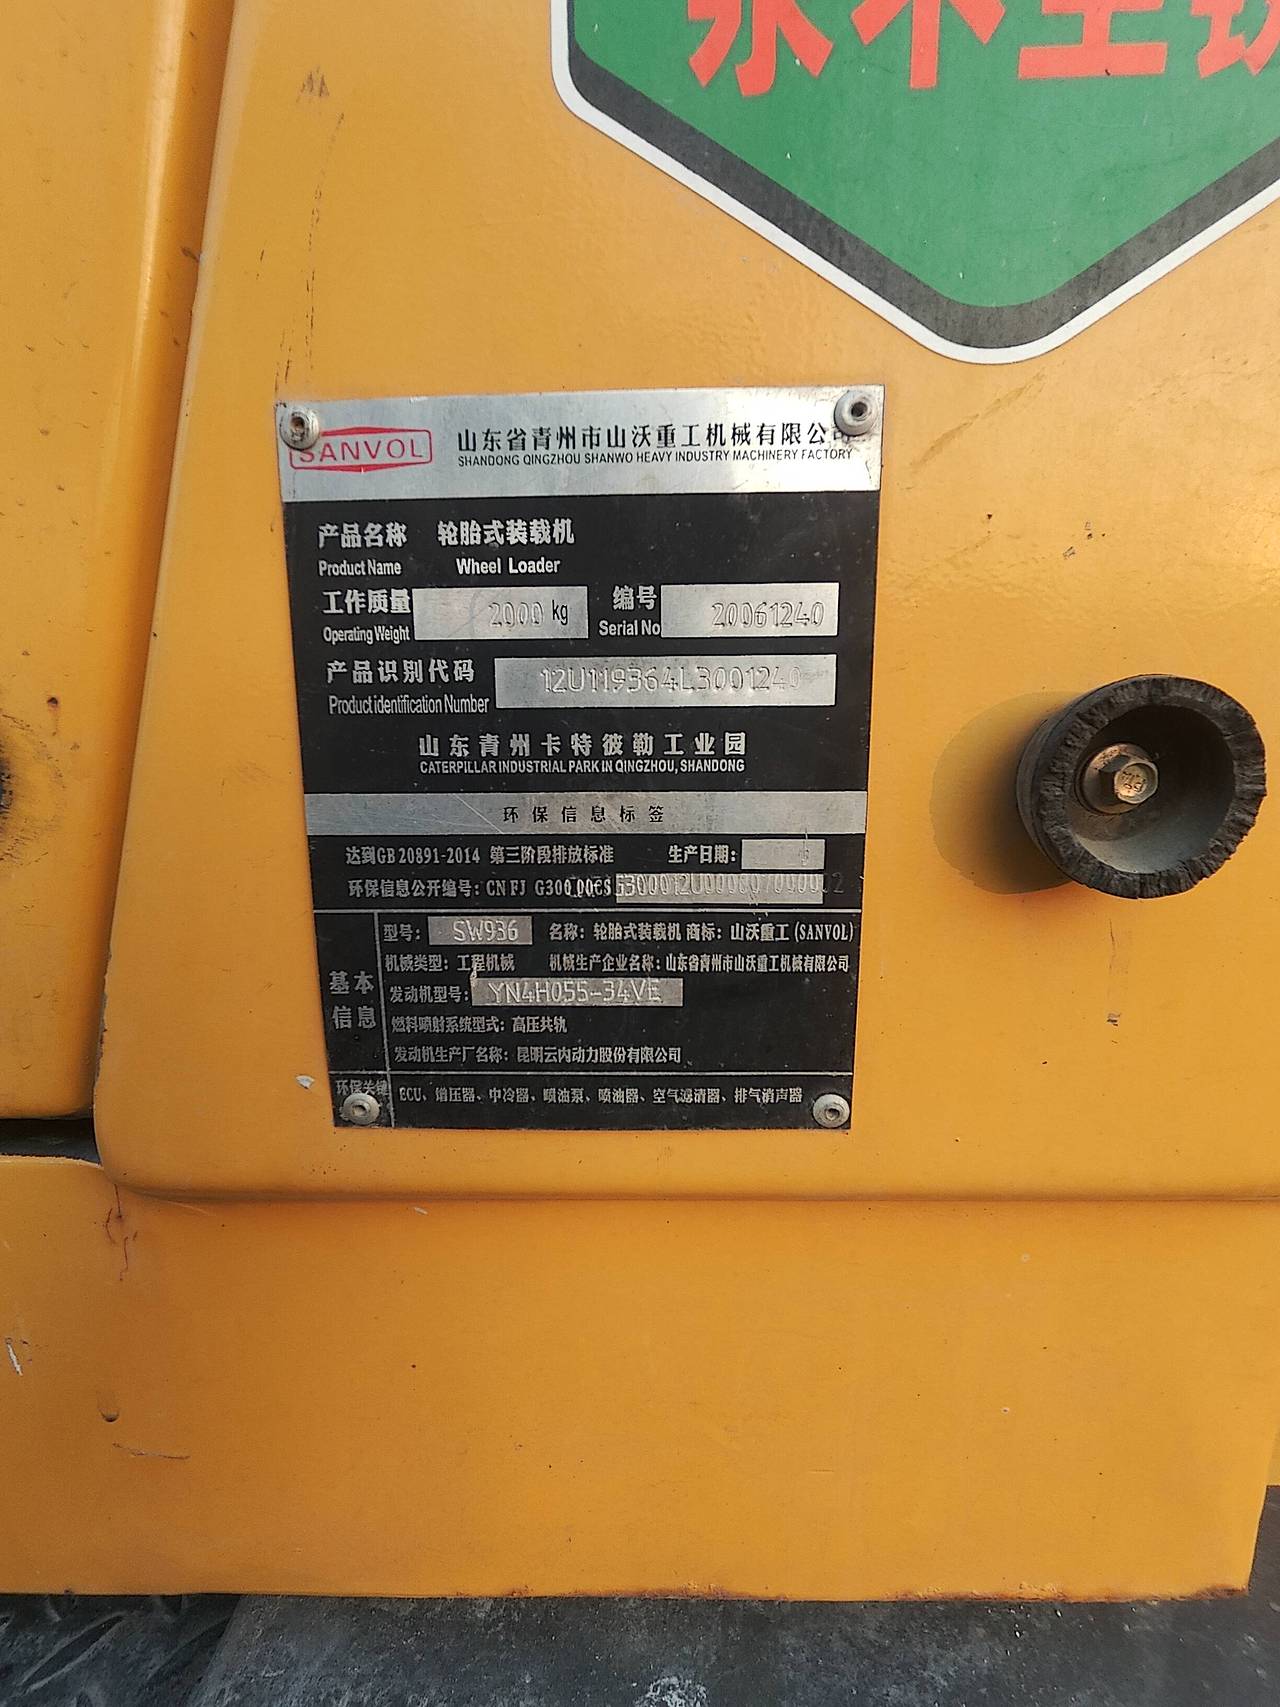 永不生锈
SANVOL 山东省青州市山沃重工机械有限公司
SHANDONG QINGZHOU SHANWO HEAVY INDUSTRY MACHINERY FACTORY
产品名称 轮胎式装载机
Product Name Wheel Loader
工作质量 2000 kg 编号 20061240
Operating Weight Serial No
产品识别代码 12U119364L3001240
Product identification Number
山东青州卡特彼勒工业园
CATERPILLAR INDUSTRIAL PARK IN QINGZHOU, SHANDONG
环保信息标签
达到GB 20891-2014 第三阶段排放标准 生产日期:
环保信息公开编号: CN FJ G300
型号: SW936 名称: 轮胎式装载机 商标: 山沃重工 (SANVOL)
机械类型: 工程机械 机械生产企业名称: 山东省青州市山沃重工机械有限公司
基本信息
发动机型号: YN4H055-34VE
燃料喷射系统型式: 高压共轨
发动机生产厂名称: 昆明云内动力股份有限公司
环保关键 ECU、增压器、中冷器、喷油泵、喷油器、空气滤清器、排气消声器